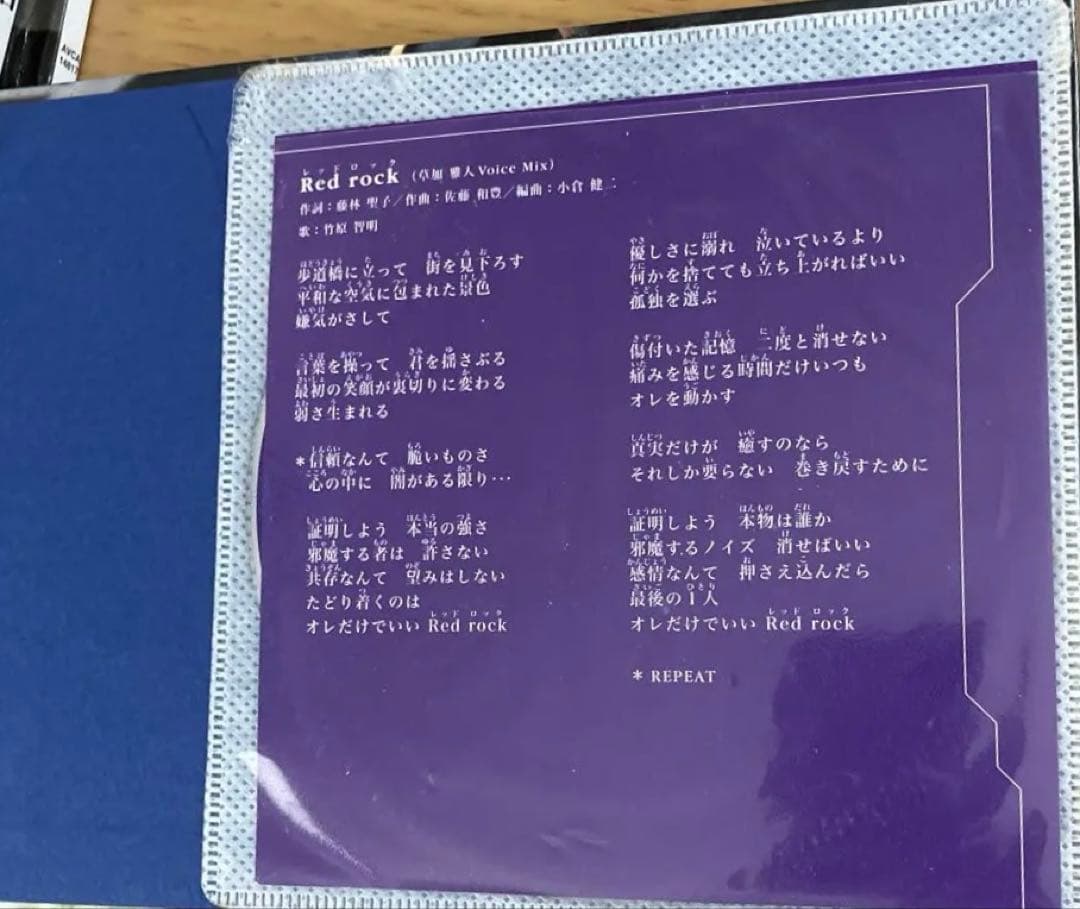 AVCA
Red rock (草加 雅人Voice Mix)
作詞：藤林 聖子／作曲：佐藤 和豊／編曲：小倉 健二
歌：竹原 智明
歩道橋に立って　街を見下ろす
平和な空気に包まれた景色
嫌気がさして
言葉を操って　君を揺さぶる
最初の笑顔が裏切りに変わる
弱さ生まれる
*信頼なんて　脆いものさ
心の中に　闇がある限り…
証明しよう　本当の強さ
邪魔する者は　許さない
共存なんて　望みはしない
たどり着くのは
オレだけでいい Red rock
優しさに溺れ　泣いているより
何かを捨てても立ち上がればいい
孤独を選ぶ
傷付いた記憶　二度と消せない
痛みを感じる時間だけいつも
オレを動かす
真実だけが　癒すのなら
それしか要らない　巻き戻すために
証明しよう　本物は誰か
邪魔するノイズ　消せばいい
感情なんて　押さえ込んだら
最後の1人
オレだけでいい Red rock
* REPEAT